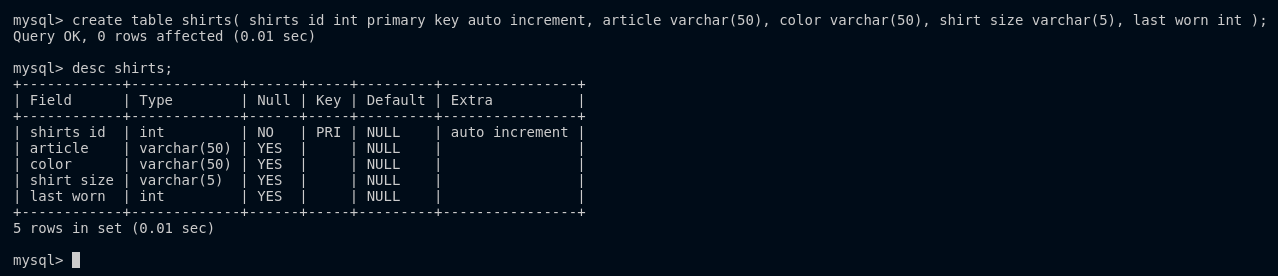 mysql> create table shirts( shirts id int primary key auto increment, article varchar(50), color varchar(50), shirt size varchar(5), last worn int );
Query OK, 0 rows affected (0.01 sec)
mysql> desc shirts;
+------------+-------------+------+-----+---------+----------------+
| Field      | Type        | Null | Key | Default | Extra          |
+------------+-------------+------+-----+---------+----------------+
| shirts id  | int         | NO   | PRI | NULL    | auto increment |
| article    | varchar(50) | YES  |     | NULL    |                |
| color      | varchar(50) | YES  |     | NULL    |                |
| shirt size | varchar(5)  | YES  |     | NULL    |                |
| last worn  | int         | YES  |     | NULL    |                |
+------------+-------------+------+-----+---------+----------------+
5 rows in set (0.01 sec)
mysql>